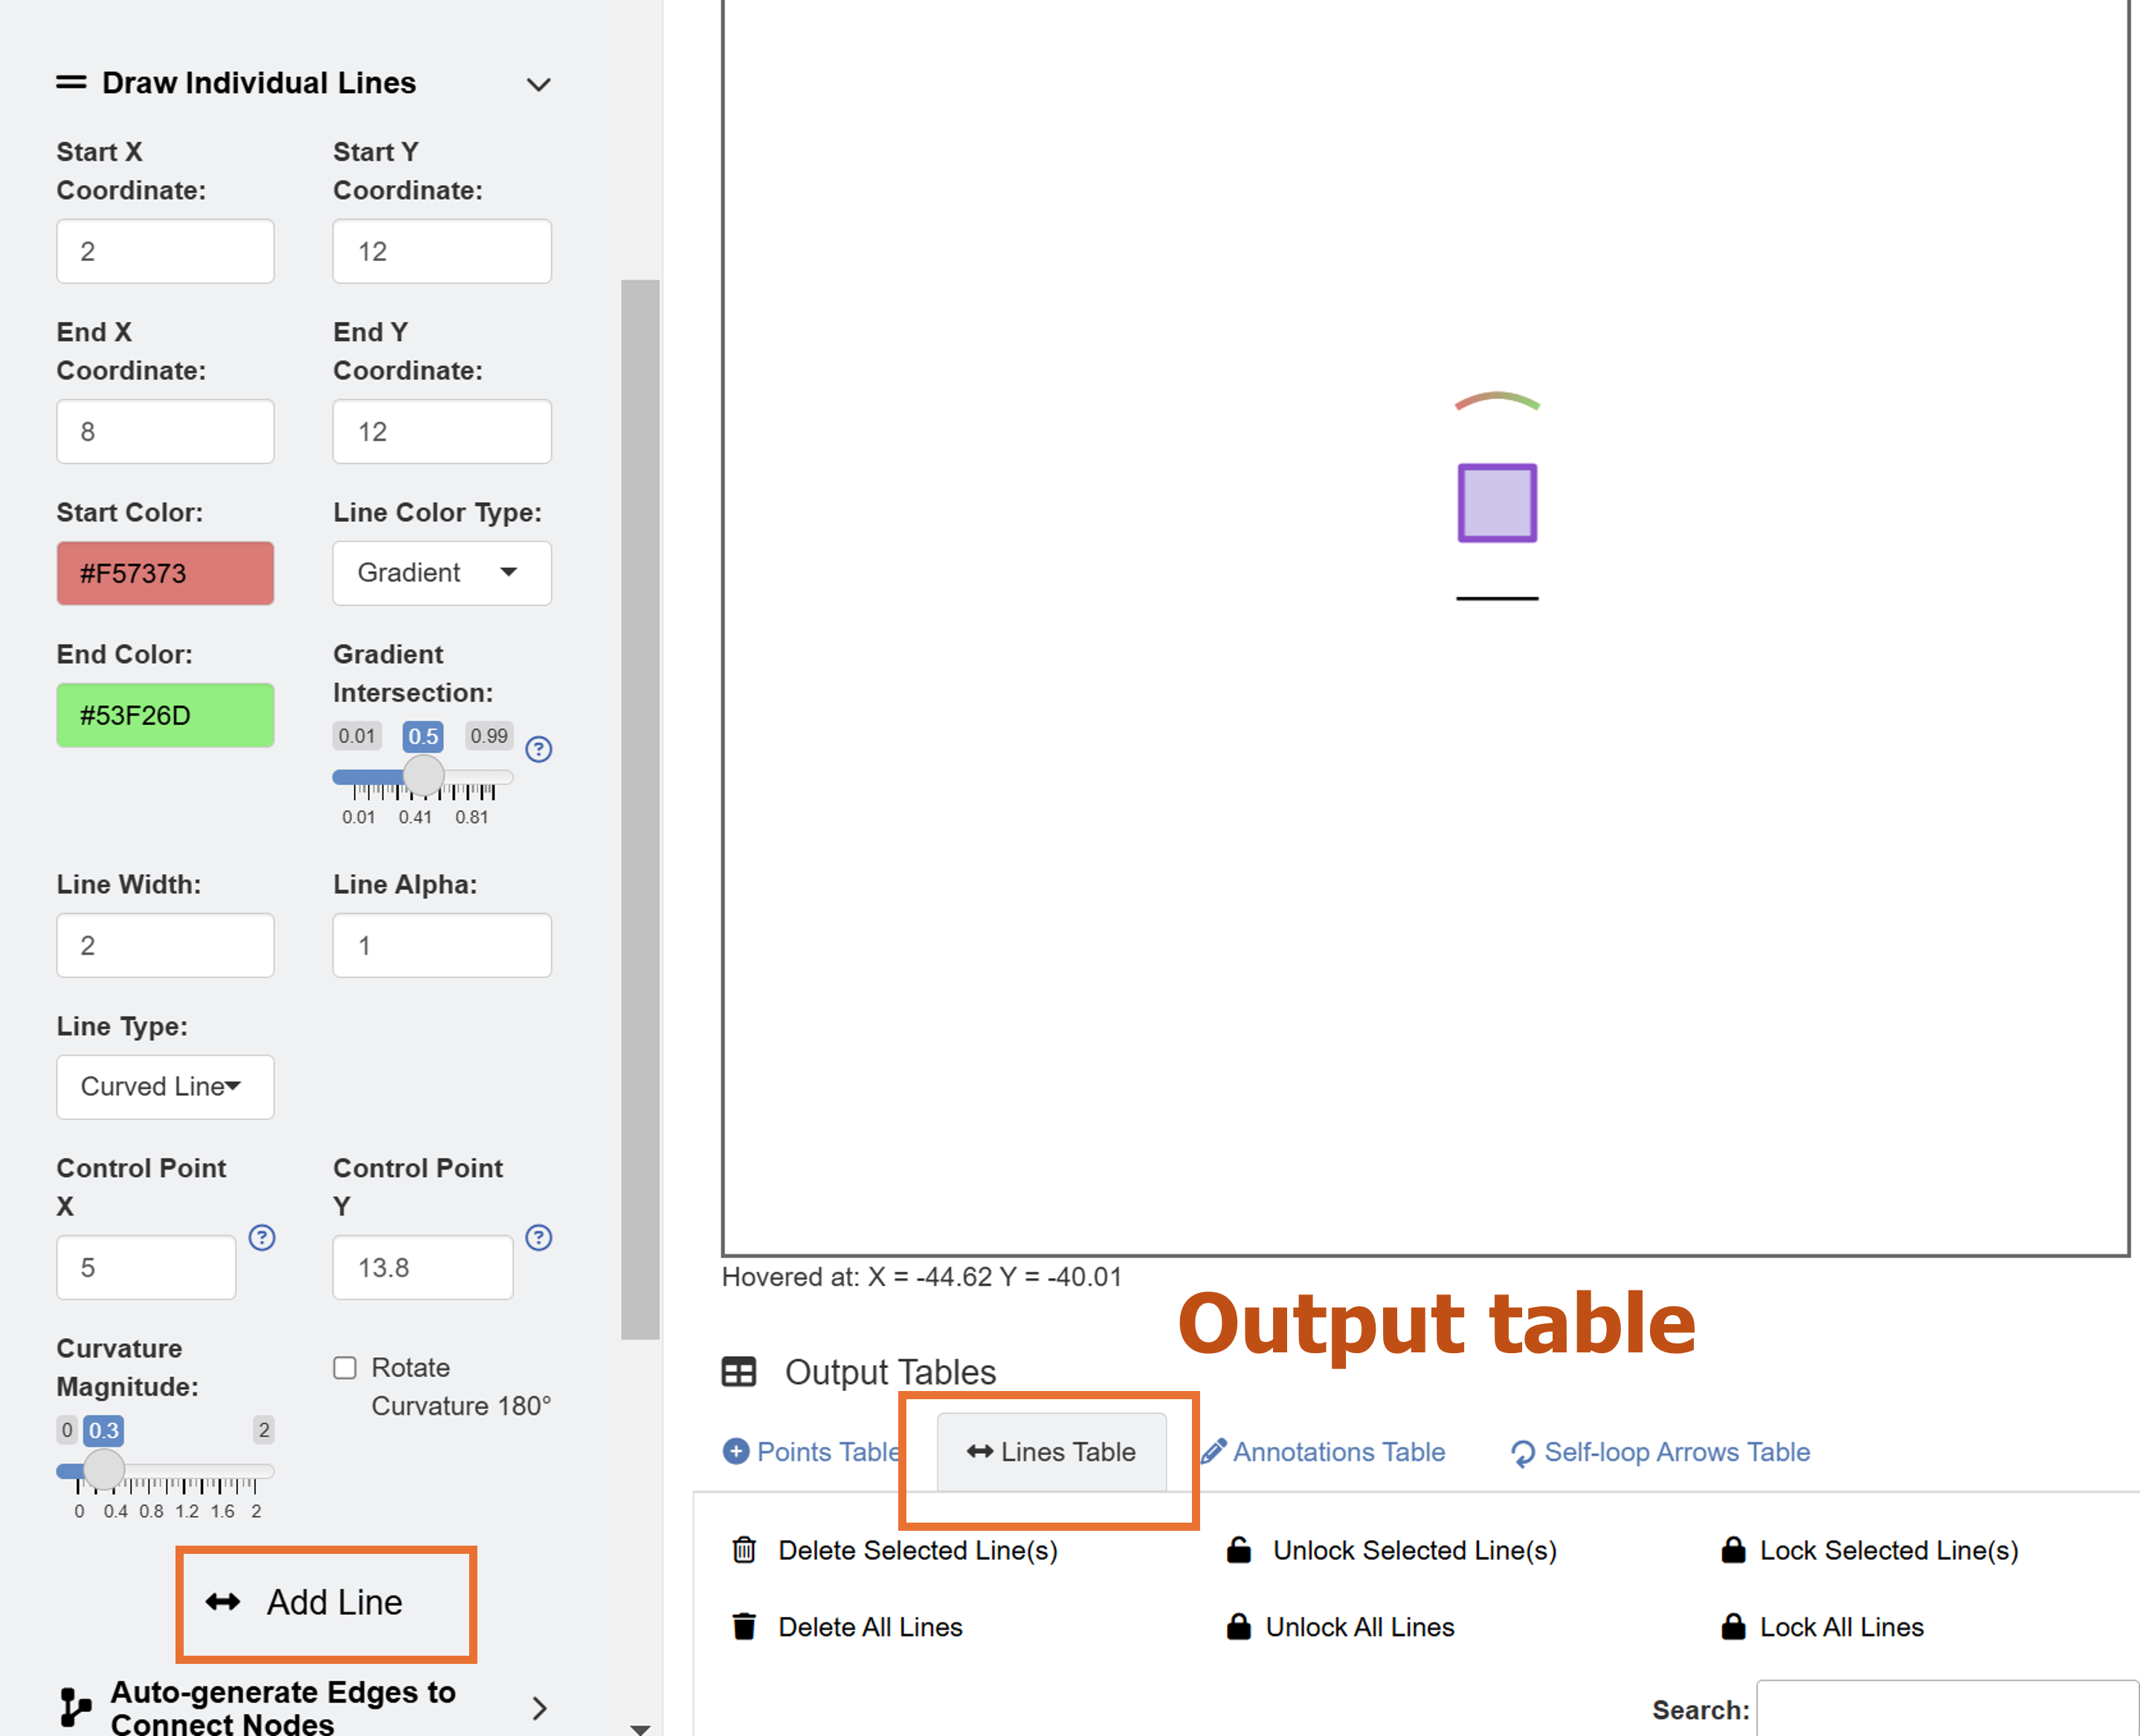 Draw Individual Lines
Start X
Coordinate:
Start Y
Coordinate:
2
12
End X
Coordinate:
End Y
Coordinate:
8
12
Start Color:
Line Color Type:
#F57373
Gradient
End Color:
Gradient
Intersection:
#53F26D
0.01 0.5 0.99
0.01 0.41 0.81
Line Width:
Line Alpha:
2
1
Line Type:
Curved Line
Control Point
X
Control Point
Y
5
13.8
Curvature
Magnitude:
Rotate
Curvature 180°
0 0.3 2
0 0.4 0.8 1.2 1.6 2
Add Line
Auto-generate Edges to
Connect Nodes
Hovered at: X = -44.62 Y = -40.01
Output table
Output Tables
Points Table
Lines Table
Annotations Table
Self-loop Arrows Table
Delete Selected Line(s)
Unlock Selected Line(s)
Lock Selected Line(s)
Delete All Lines
Unlock All Lines
Lock All Lines
Search: